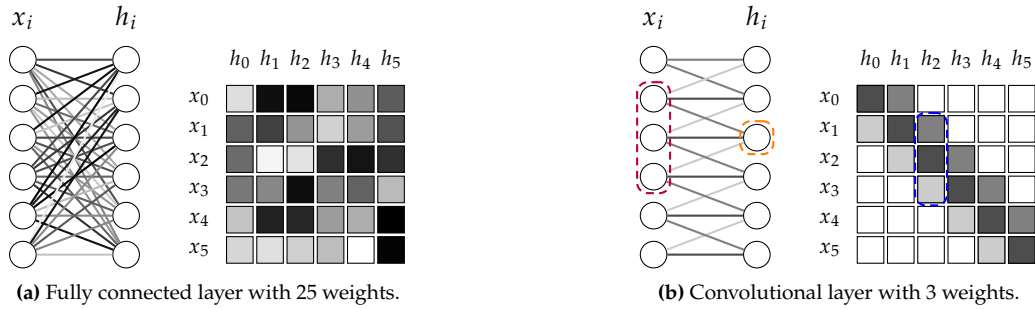 x_i h_i x_i h_i
h_0 h_1 h_2 h_3 h_4 h_5 h_0 h_1 h_2 h_3 h_4 h_5
x_0 x_0
x_1 x_1
x_2 x_2
x_3 x_3
x_4 x_4
x_5 x_5
(a) Fully connected layer with 25 weights. (b) Convolutional layer with 3 weights.